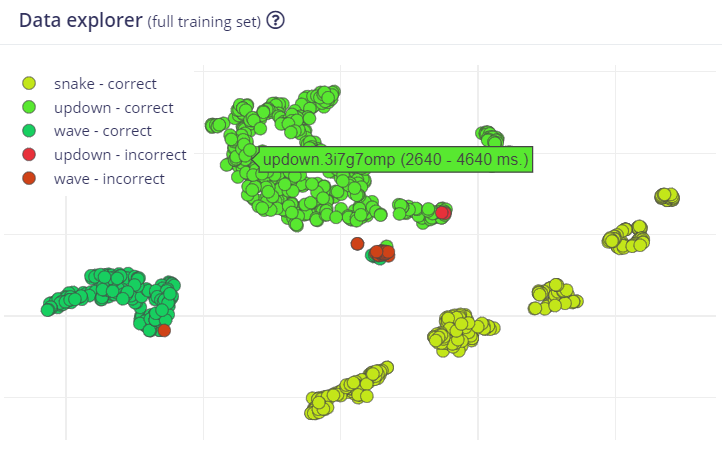 Data explorer (full training set) ?
snake - correct
updown - correct
wave - correct
updown - incorrect
wave - incorrect
updown.3i7g7omp (2640 - 4640 ms.)